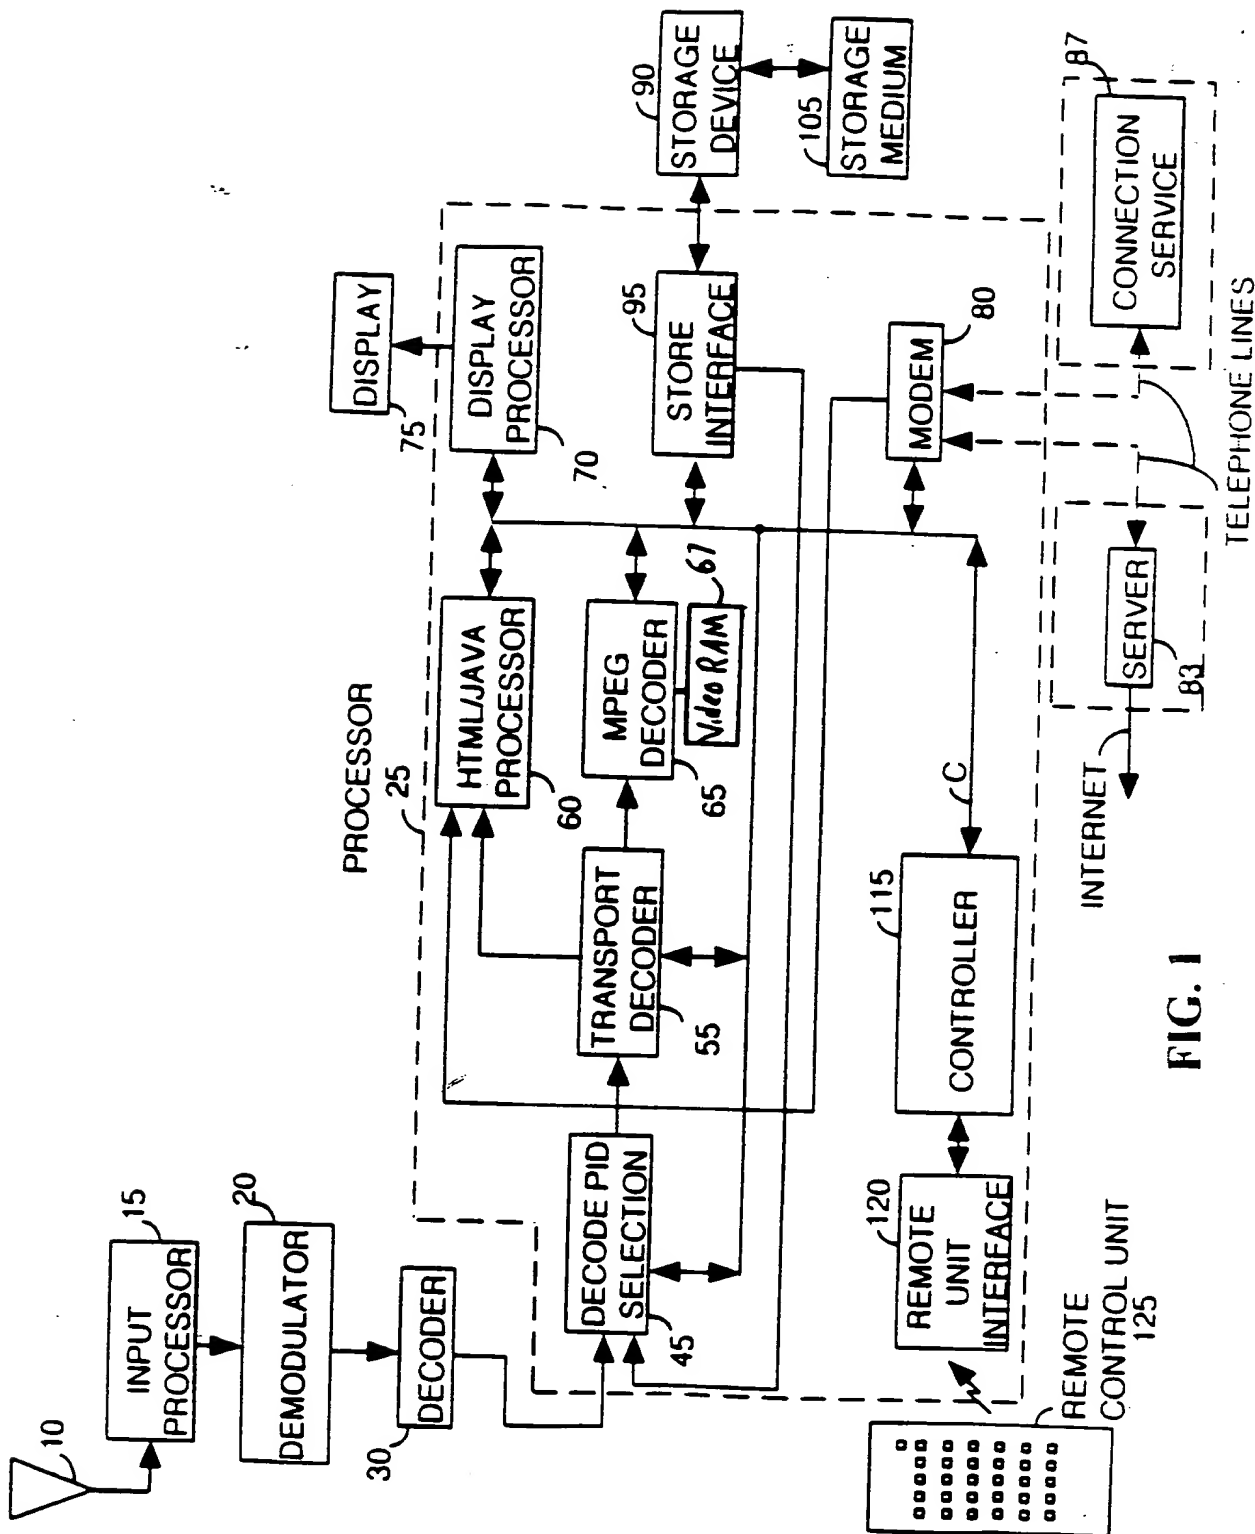 10
INPUT
PROCESSOR
15
DEMODULATOR
20
DECODER
30
PROCESSOR
25
DECODE PID
SELECTION
45
TRANSPORT
DECODER
55
HTML/JAVA
PROCESSOR
60
MPEG
DECODER
65
Video RAM
67
DISPLAY
75
DISPLAY
PROCESSOR
70
STORE
INTERFACE
95
STORAGE
DEVICE
90
STORAGE
MEDIUM
105
MODEM
80
REMOTE
UNIT
INTERFACE
120
CONTROLLER
115
C
REMOTE
CONTROL UNIT
125
INTERNET
SERVER
83
CONNECTION
SERVICE
87
TELEPHONE LINES
FIG. 1